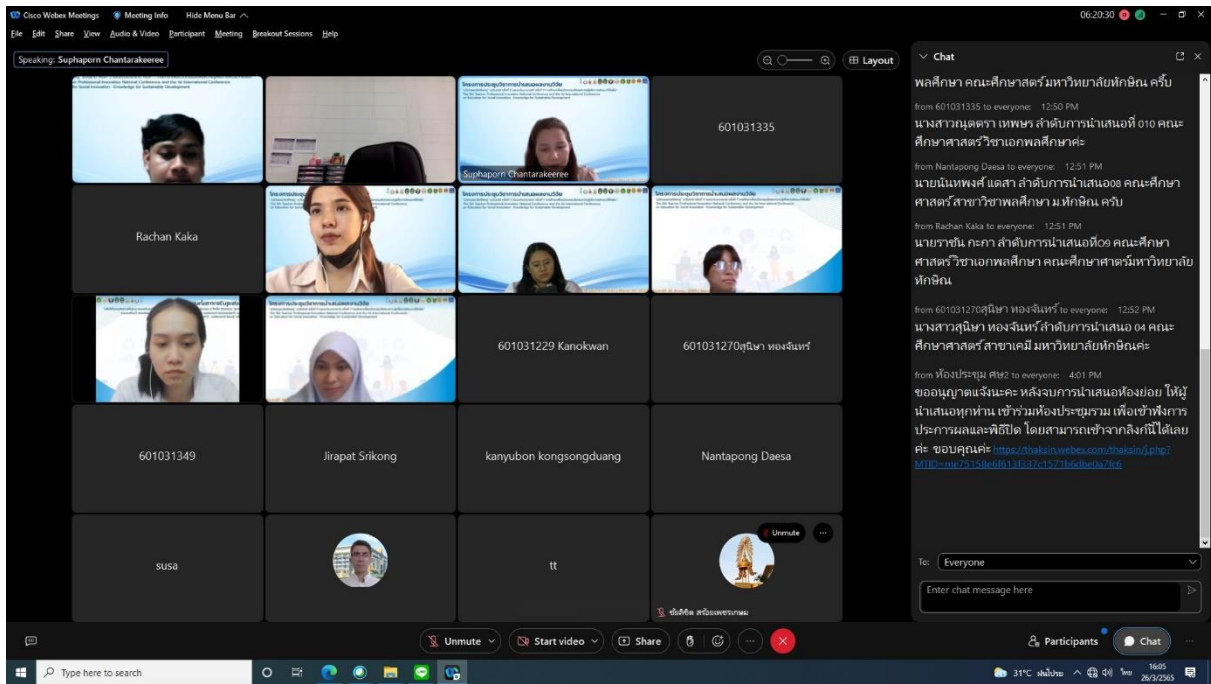 Cisco Webex Meetings
Meeting Info
Hide Menu Bar
06:20:30
File Edit Share View Audio & Video Participant Meeting Breakout Sessions Help
Speaking: Suphaporn Chantarakeeree
Layout
Suphaporn Chantarakeeree
601031335
Rachan Kaka
601031229 Kanokwan
601031270สุนิษา ทองจันทร์
601031349
Jirapat Srikong
kanyubon kongsongduang
Nantapong Daesa
susa
tt
Unmute
Chat
พลศึกษา คณะศึกษาศาสตร์มหาวิทยาลัยทักษิณ ครับ
from 601031335 to everyone: 12:50 PM
นางสาวณุตตรา เทพษร ลำดับการนำเสนอที่ 010 คณะ
ศึกษาศาสตร์วิชาเอกพลศึกษาค่ะ
from Nantapong Daesa to everyone: 12:51 PM
นายนันทพงศ์ แดสา ลำดับการนำเสนอ008 คณะศึกษา
ศาสตร์สาขาวิชาพลศึกษา ม.ทักษิณ ครับ
from Rachan Kaka to everyone: 12:51 PM
นายราชัน กะกา ลำดับการนำเสนอที่o9 คณะศึกษา
ศาสตร์วิชาเอกพลศึกษา คณะศึกษาศาตร์มหาวิทยาลัย
ทักษิณ
from 601031270สุนิษา ทองจันทร์ to everyone: 12:52 PM
นางสาวสุนิษา ทองจันทร์ลำดับการนำเสนอ 04 คณะ
ศึกษาศาสตร์ สาขาเคมี มหาวิทยาลัยทักษิณค่ะ
from ห้องประชุม ศษ2 to everyone: 4:01 PM
ขออนุญาตแจ้งนะคะ หลังจบการนำเสนอห้องย่อย ให้ผู้
นำเสนอทุกท่าน เข้าร่วมห้องประชุมรวม เพื่อเข้าฟังการ
ประการผลและพิธีปิด โดยสามารถเข้าจากลิงก์นี้ได้เลย
ค่ะ ขอบคุณค่ะ https://thaksin.webex.com/thaksin/j.php?
MTID=me75158e6f613f337c1571b6dbe0a7fc6
To: Everyone
Enter chat message here
Unmute
Start video
Share
Participants
Chat
Type here to search
31°C
ไทย
16:05
26/3/2565